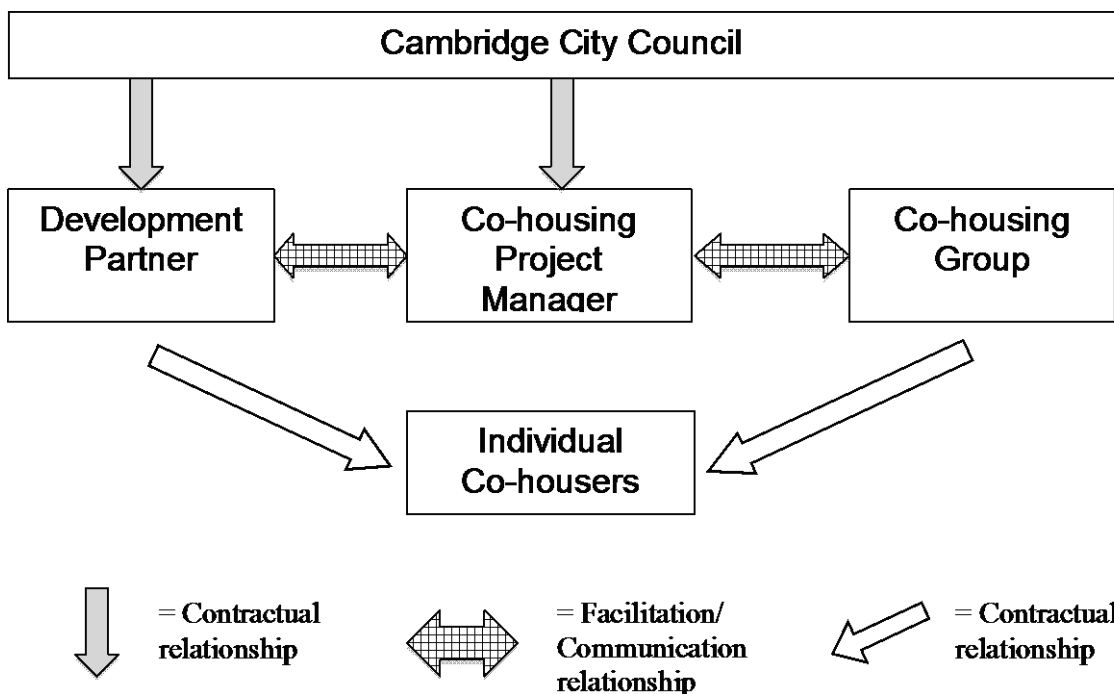 Cambridge City Council
Development
Partner
Co-housing
Project
Manager
Co-housing
Group
Individual
Co-housers
= Contractual
relationship
= Facilitation/
Communication
relationship
= Contractual
relationship